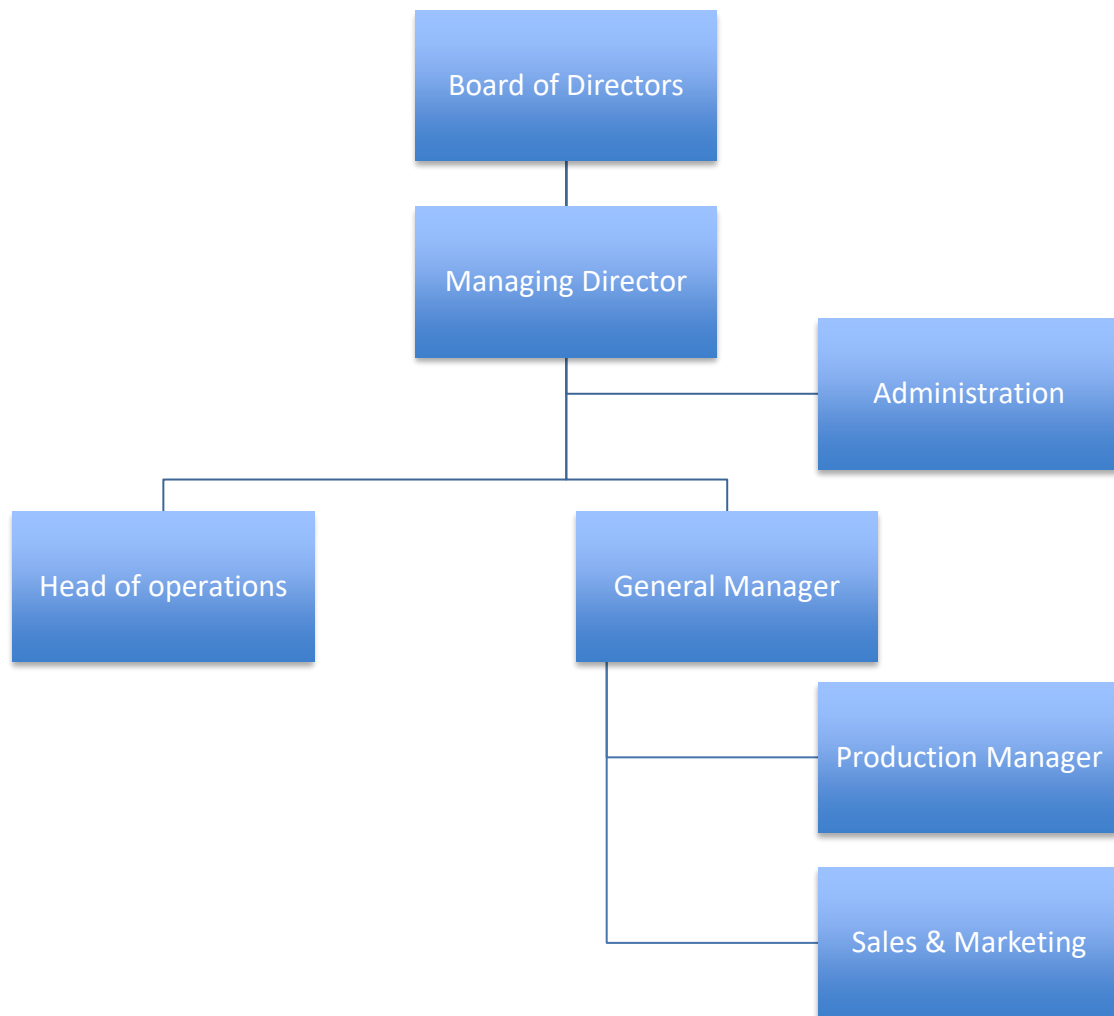 Board of Directors
Managing Director
Administration
Head of operations
General Manager
Production Manager
Sales & Marketing